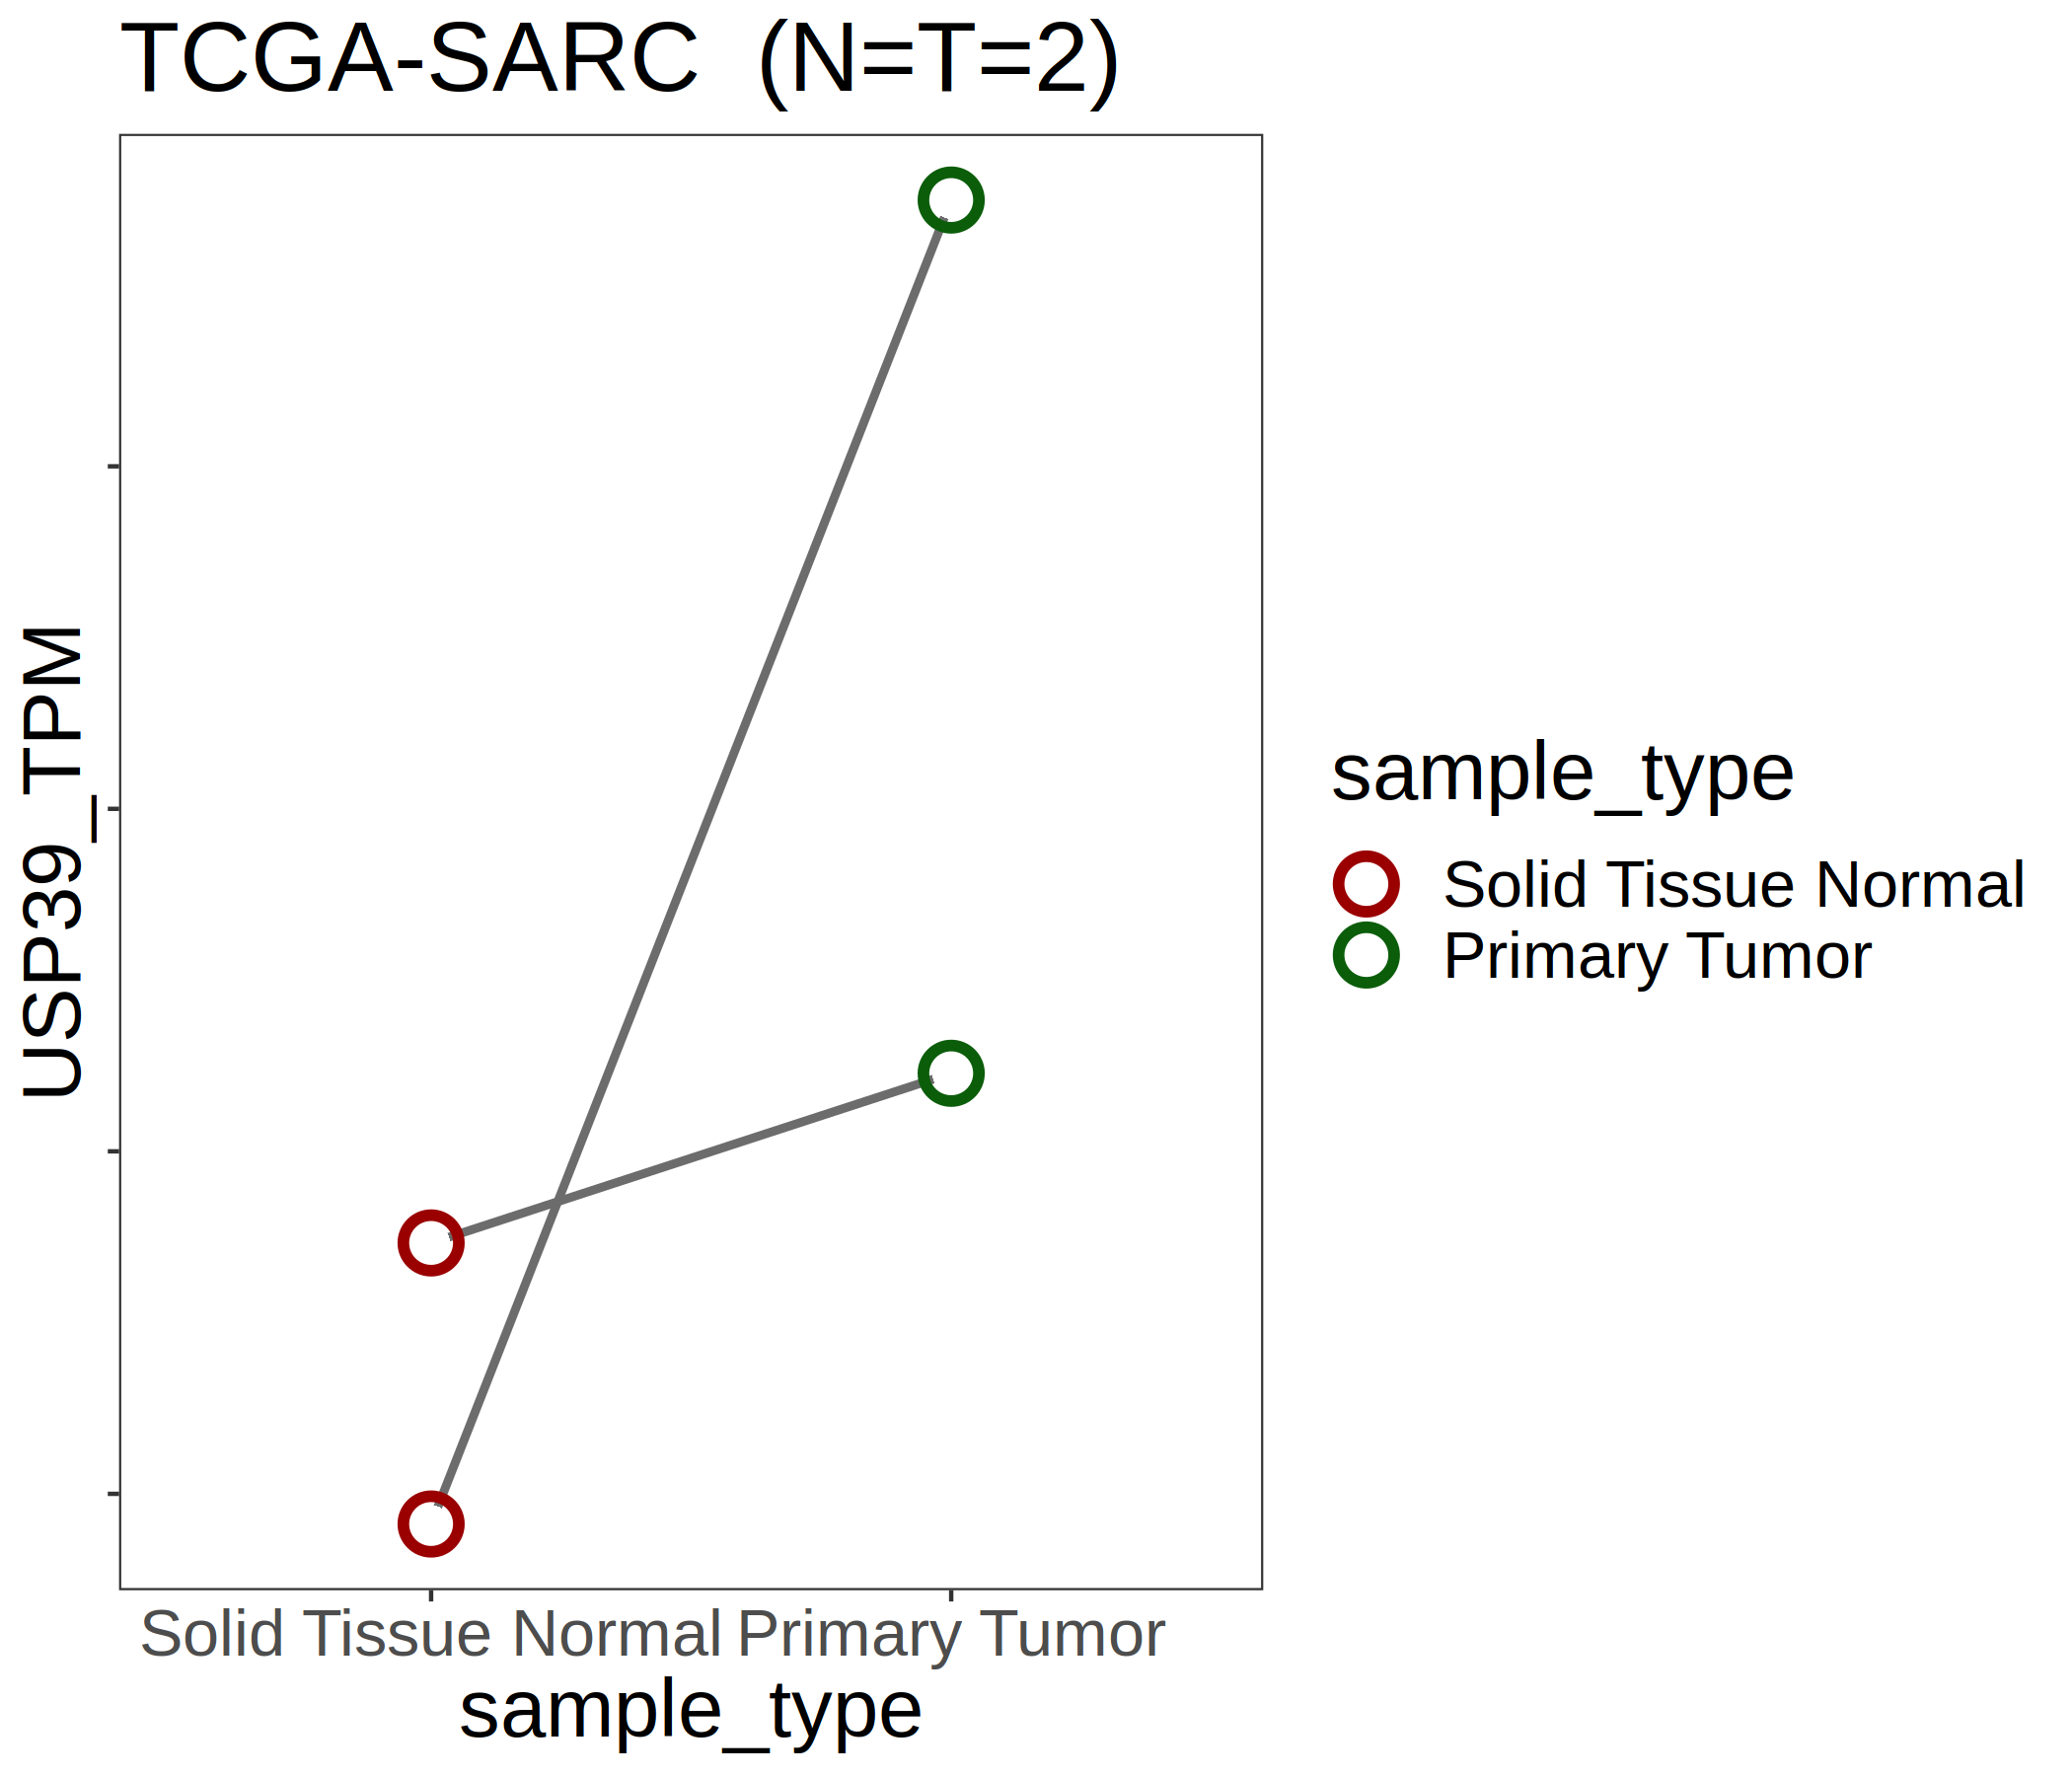 TCGA-SARC  (N=T=2)
USP39_TPM
Solid Tissue Normal Primary Tumor
sample_type
sample_type
Solid Tissue Normal
Primary Tumor